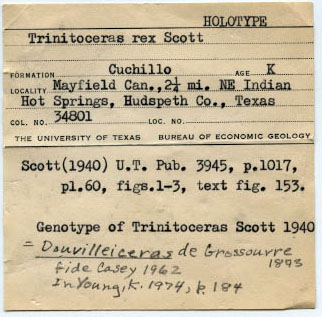 HOLOTYPE
Trinitoceras rex Scott
FORMATION Cuchillo AGE K
LOCALITY Mayfield Can.,2¼ mi. NE Indian
Hot Springs, Hudspeth Co., Texas
COL. NO. 34801 LOC. NO.
THE UNIVERSITY OF TEXAS BUREAU OF ECONOMIC GEOLOGY
Scott(1940) U.T. Pub. 3945, p.1017,
pl.60, figs.1-3, text fig. 153.
Genotype of Trinitoceras Scott 1940
= Douvilleiceras de Grossouvre
1893
fide Casey 1962
In Young, K. 1974, p. 184